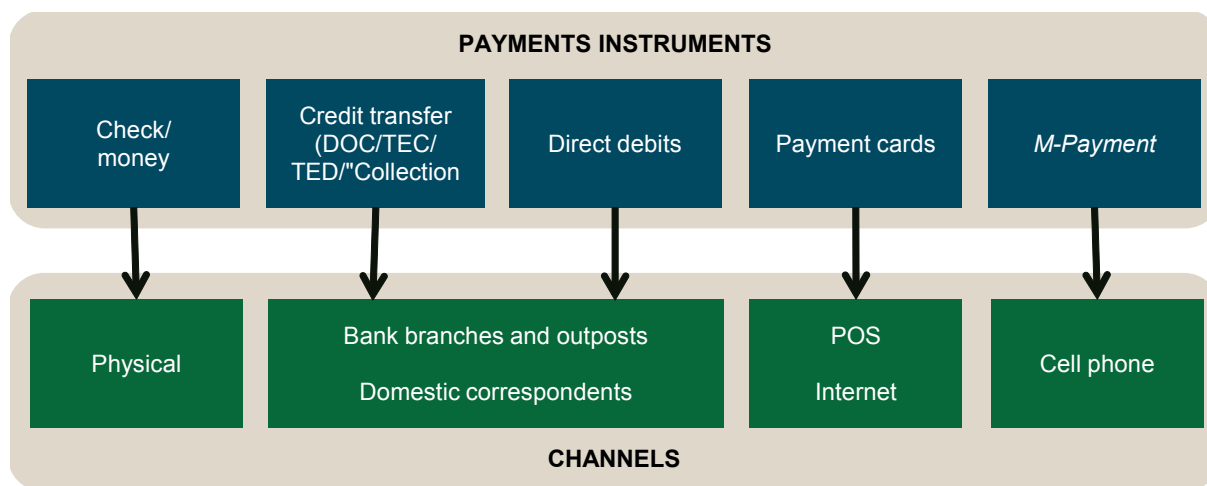 PAYMENTS INSTRUMENTS
Check/
money
Credit transfer
(DOC/TEC/
TED/"Collection
Direct debits
Payment cards
M-Payment
Physical
Bank branches and outposts
Domestic correspondents
POS
Internet
Cell phone
CHANNELS